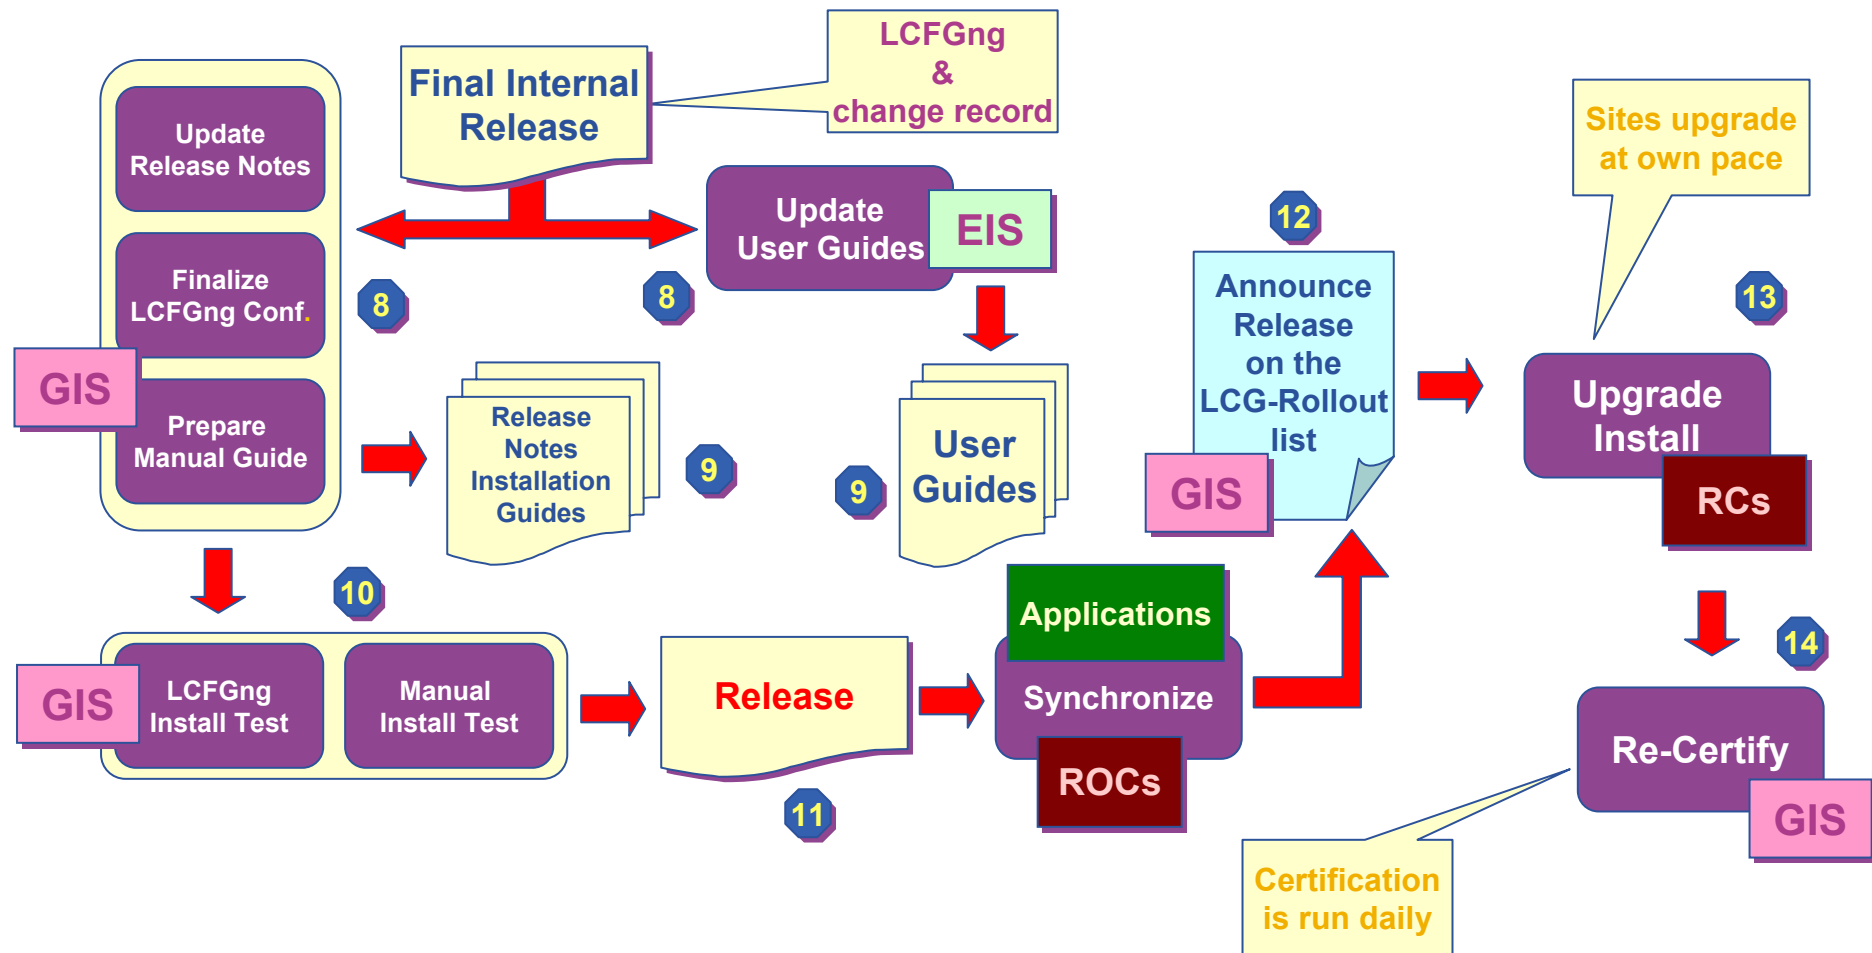 LCFGng
&
change record
Final Internal
Release
Update
Release Notes
Finalize
LCFGng Conf.
Prepare
Manual Guide
GIS
8
8
Update
User Guides
EIS
Release
Notes
Installation
Guides
9
9
User
Guides
10
GIS
LCFGng
Install Test
Manual
Install Test
Release
11
Applications
Synchronize
ROCs
12
Announce
Release
on the
LCG-Rollout
list
GIS
Sites upgrade
at own pace
13
Upgrade
Install
RCs
14
Re-Certify
GIS
Certification
is run daily